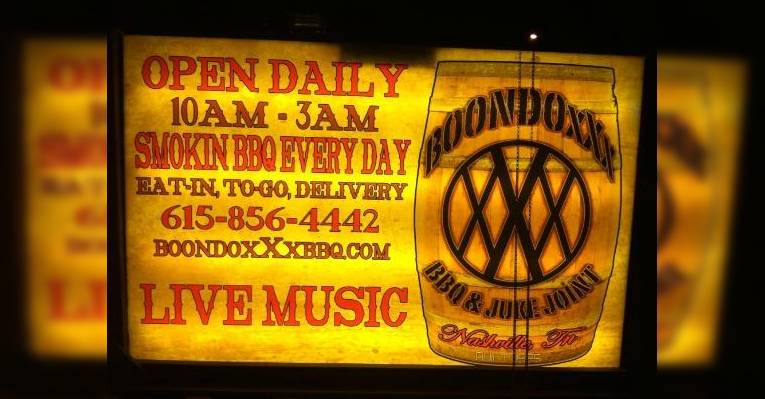 OPEN DAILY
10AM - 3AM
SMOKIN BBQ EVERY DAY
EAT-IN, TO-GO, DELIVERY
615-856-4442
BOONDOXXXBBQ.COM
LIVE MUSIC
BOONDOXXX
XXX
BBQ & JUKE JOINT
Nashville, Tn